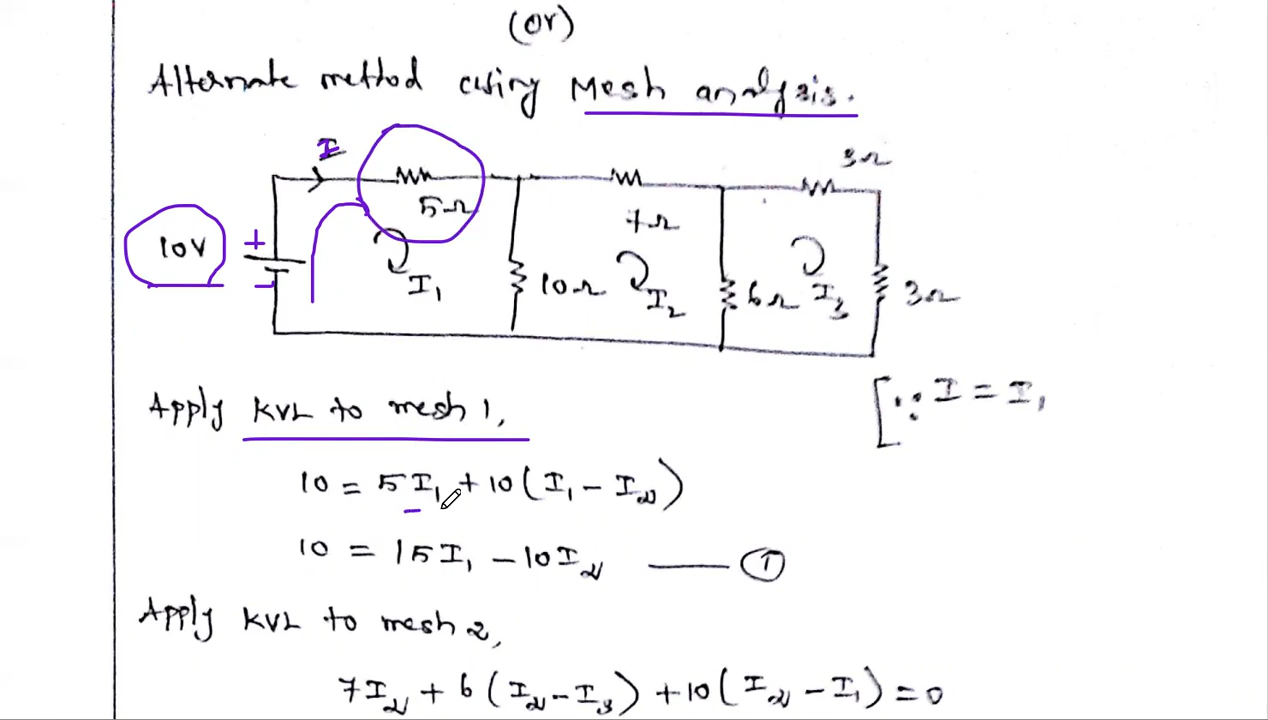 (or)
Alternate method using Mesh analysis.
I
3Ω
5Ω
7Ω
10V
+
-
I₁
10Ω
I₂
6Ω
I₃
3Ω
[∵ I = I₁
Apply KVL to mesh 1,
10 = 5I₁ + 10(I₁ - I₂)
10 = 15I₁ - 10I₂ —— ①
Apply KVL to mesh 2,
7I₂ + 6(I₂ - I₃) + 10(I₂ - I₁) = 0